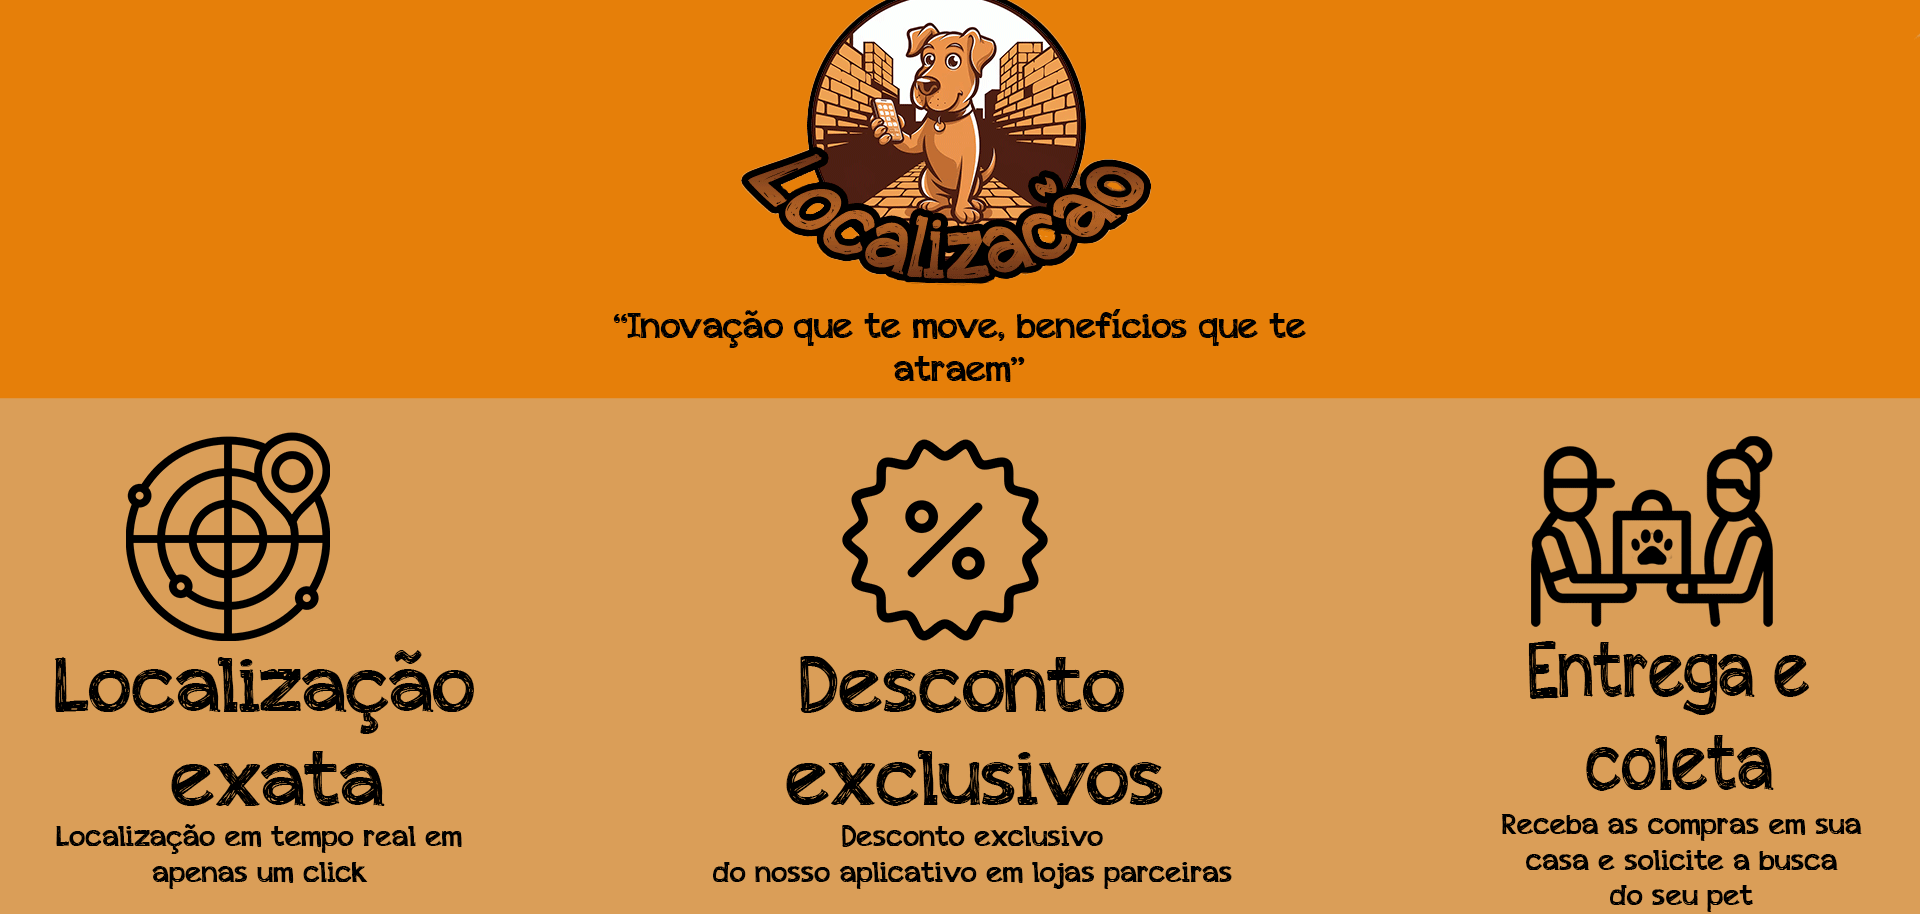 Localizacão
“Inovação que te move, benefícios que te
atraem”
Localização
exata
Localização em tempo real em
apenas um click
Desconto
exclusivos
Desconto exclusivo
do nosso aplicativo em lojas parceiras
Entrega e
coleta
Receba as compras em sua
casa e solicite a busca
do seu pet